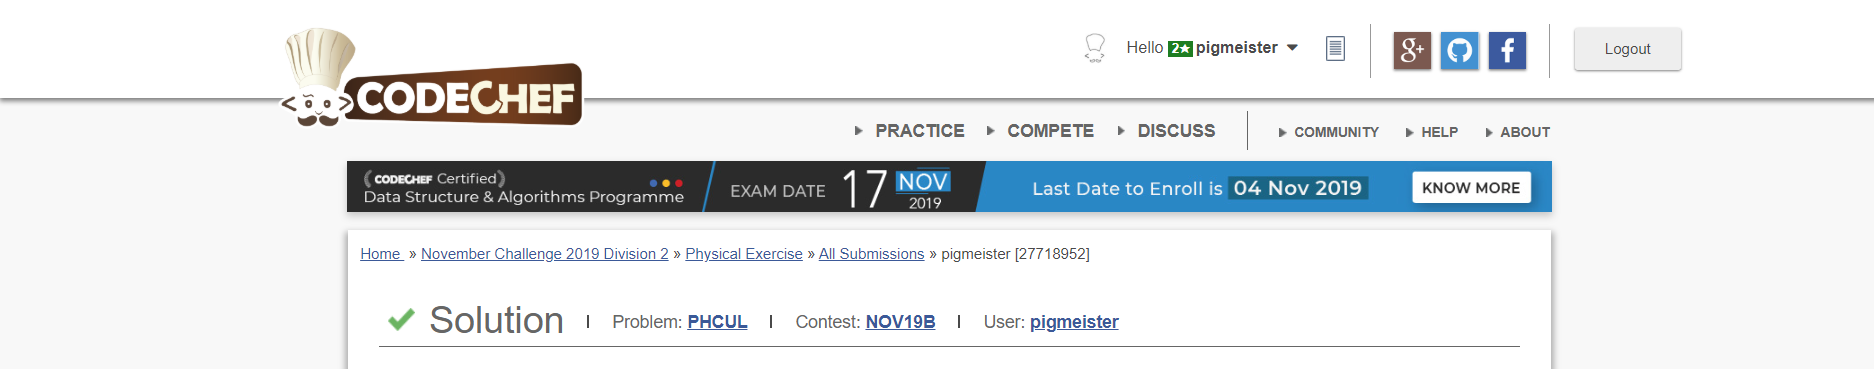 Hello 2★ pigmeister
g+
f
Logout
CODECHEF
PRACTICE COMPETE DISCUSS COMMUNITY HELP ABOUT
(CODECHEF Certified)
Data Structure & Algorithms Programme
EXAM DATE 17 NOV
2019
Last Date to Enroll is 04 Nov 2019
KNOW MORE
Home » November Challenge 2019 Division 2 » Physical Exercise » All Submissions » pigmeister [27718952]
Solution | Problem: PHCUL | Contest: NOV19B | User: pigmeister